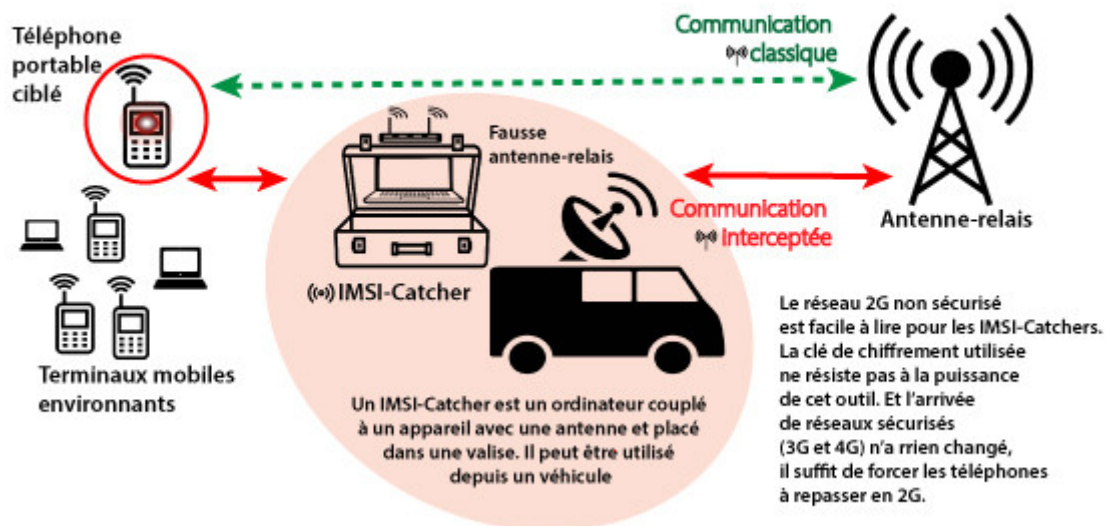 Téléphone
portable
ciblé
Communication
classique
Fausse
antenne-relais
Communication
interceptée
Antenne-relais
IMSI-Catcher
Terminaux mobiles
environnants
Un IMSI-Catcher est un ordinateur couplé
à un appareil avec une antenne et placé
dans une valise. Il peut être utilisé
depuis un véhicule
Le réseau 2G non sécurisé
est facile à lire pour les IMSI-Catchers.
La clé de chiffrement utilisée
ne résiste pas à la puissance
de cet outil. Et l'arrivée
de réseaux sécurisés
(3G et 4G) n'a rrien changé,
il suffit de forcer les téléphones
à repasser en 2G.